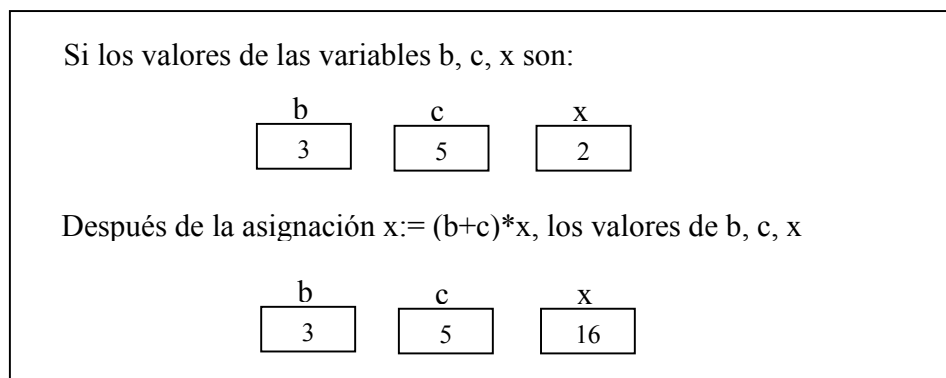 Si los valores de las variables b, c, x son:
b c x
3 5 2
Después de la asignación x:= (b+c)*x, los valores de b, c, x
b c x
3 5 16